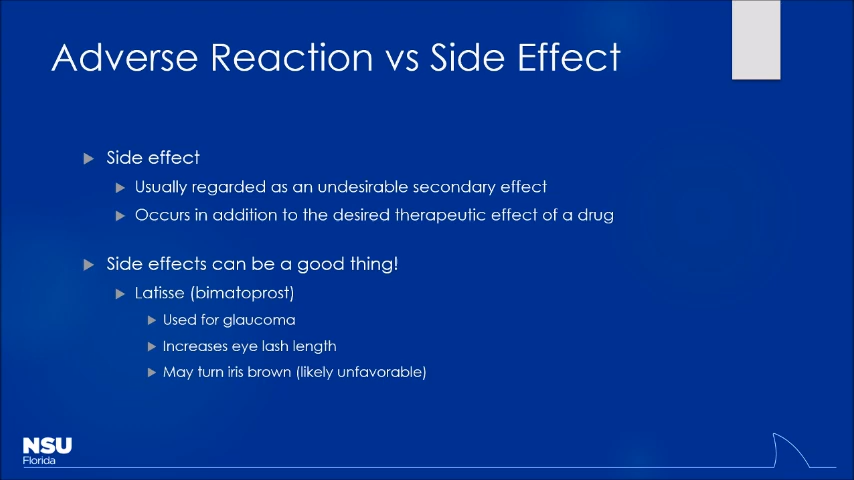 Adverse Reaction vs Side Effect
Side effect
Usually regarded as an undesirable secondary effect
Occurs in addition to the desired therapeutic effect of a drug
Side effects can be a good thing!
Latisse (bimatoprost)
Used for glaucoma
Increases eye lash length
May turn iris brown (likely unfavorable)
NSU
Florida